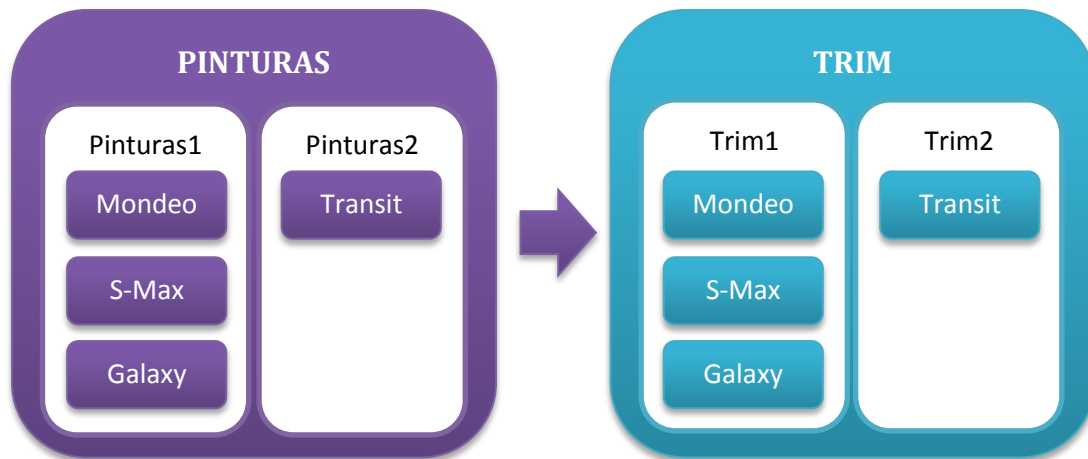 PINTURAS
Pinturas1
Mondeo
S-Max
Galaxy
Pinturas2
Transit
TRIM
Trim1
Mondeo
S-Max
Galaxy
Trim2
Transit